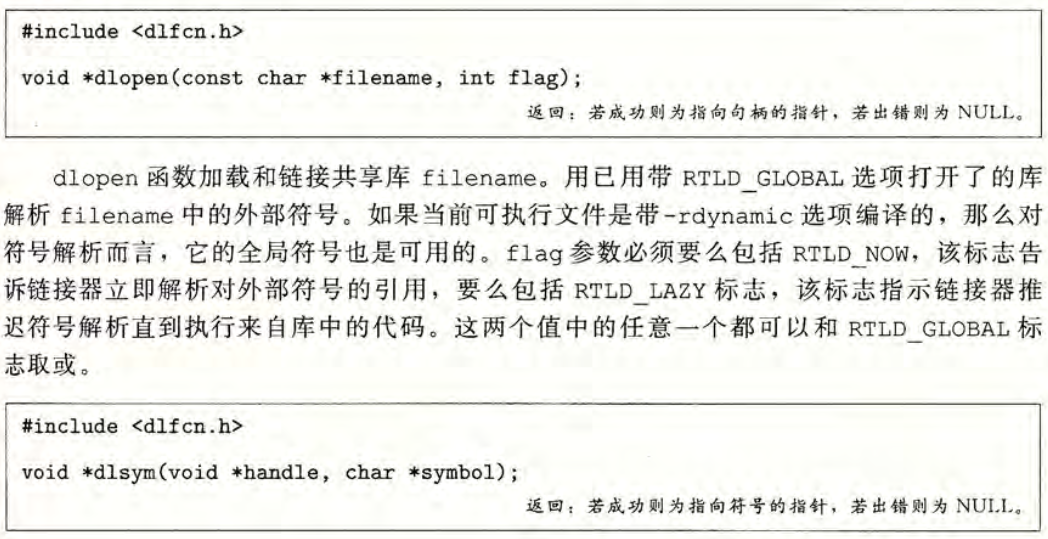 #include <dlfcn.h>
void *dlopen(const char *filename, int flag);
返回：若成功则为指向句柄的指针，若出错则为 NULL。
dlopen 函数加载和链接共享库 filename。用已用带 RTLD_GLOBAL 选项打开了的库
解析 filename 中的外部符号。如果当前可执行文件是带-rdynamic 选项编译的，那么对
符号解析而言，它的全局符号也是可用的。flag 参数必须要么包括 RTLD_NOW，该标志告
诉链接器立即解析对外部符号的引用，要么包括 RTLD_LAZY 标志，该标志指示链接器推
迟符号解析直到执行来自库中的代码。这两个值中的任意一个都可以和 RTLD_GLOBAL 标
志取或。
#include <dlfcn.h>
void *dlsym(void *handle, char *symbol);
返回：若成功则为指向符号的指针，若出错则为 NULL。